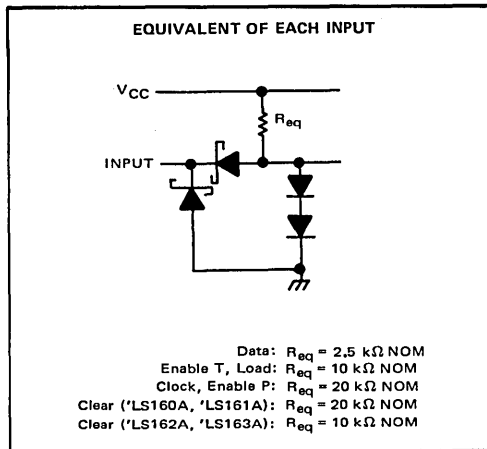 EQUIVALENT OF EACH INPUT
VCC
Req
INPUT
Data: Req = 2.5 kΩ NOM
Enable T, Load: Req = 10 kΩ NOM
Clock, Enable P: Req = 20 kΩ NOM
Clear ('LS160A, 'LS161A): Req = 20 kΩ NOM
Clear ('LS162A, 'LS163A): Req = 10 kΩ NOM